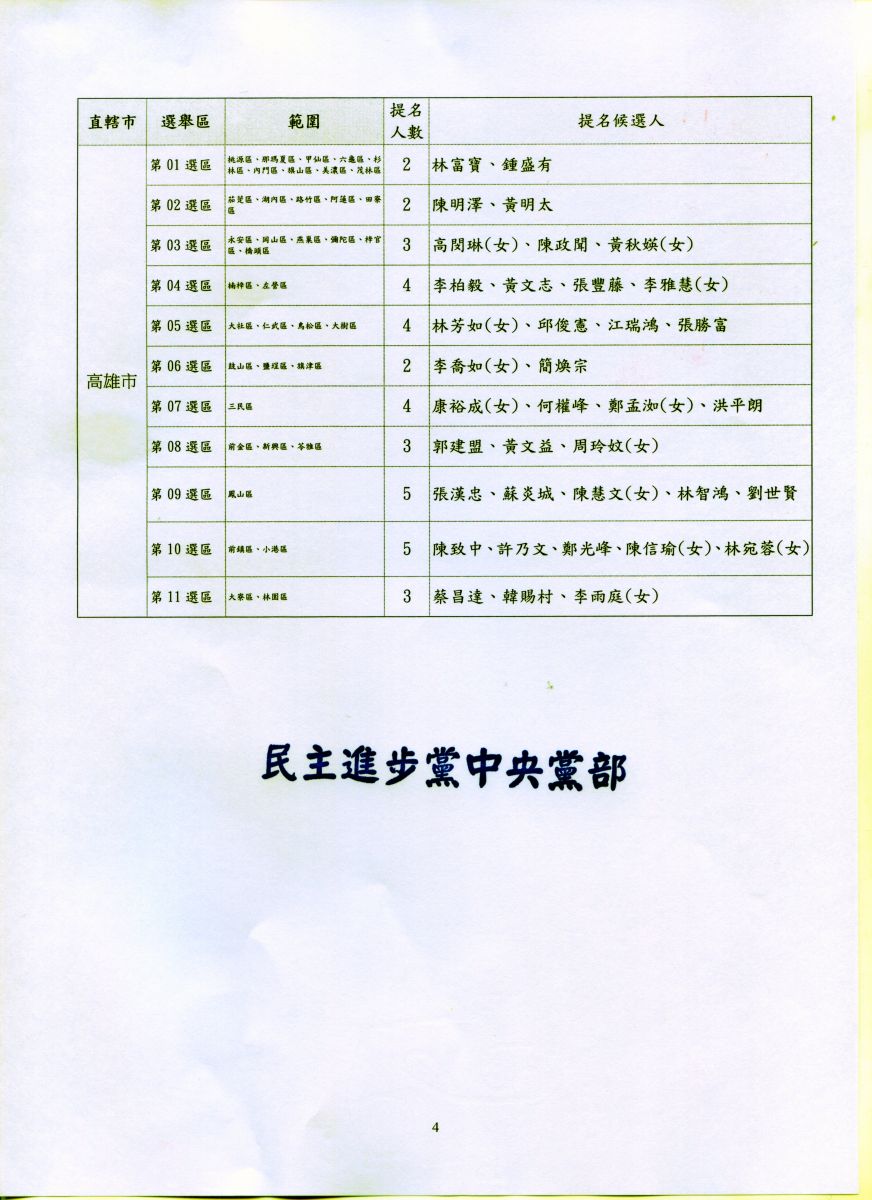 直轄市 選舉區 範圍 提名人數 提名候選人
高雄市
第 01 選區 桃源區、那瑪夏區、甲仙區、六龜區、杉林區、內門區、旗山區、美濃區、茂林區 2 林富寶、鍾盛有
第 02 選區 茄萣區、湖內區、路竹區、阿蓮區、田寮區 2 陳明澤、黃明太
第 03 選區 永安區、岡山區、燕巢區、彌陀區、梓官區、橋頭區 3 高閔琳(女)、陳政聞、黃秋媖(女)
第 04 選區 楠梓區、左營區 4 李柏毅、黃文志、張豐藤、李雅慧(女)
第 05 選區 大社區、仁武區、鳥松區、大樹區 4 林芳如(女)、邱俊憲、江瑞鴻、張勝富
第 06 選區 鼓山區、鹽埕區、旗津區 2 李喬如(女)、簡煥宗
第 07 選區 三民區 4 康裕成(女)、何權峰、鄭孟洳(女)、洪平朗
第 08 選區 前金區、新興區、苓雅區 3 郭建盟、黃文益、周玲妏(女)
第 09 選區 鳳山區 5 張漢忠、蘇炎城、陳慧文(女)、林智鴻、劉世賢
第 10 選區 前鎮區、小港區 5 陳致中、許乃文、鄭光峰、陳信瑜(女)、林宛蓉(女)
第 11 選區 大寮區、林園區 3 蔡昌達、韓賜村、李雨庭(女)
民主進步黨中央黨部
4